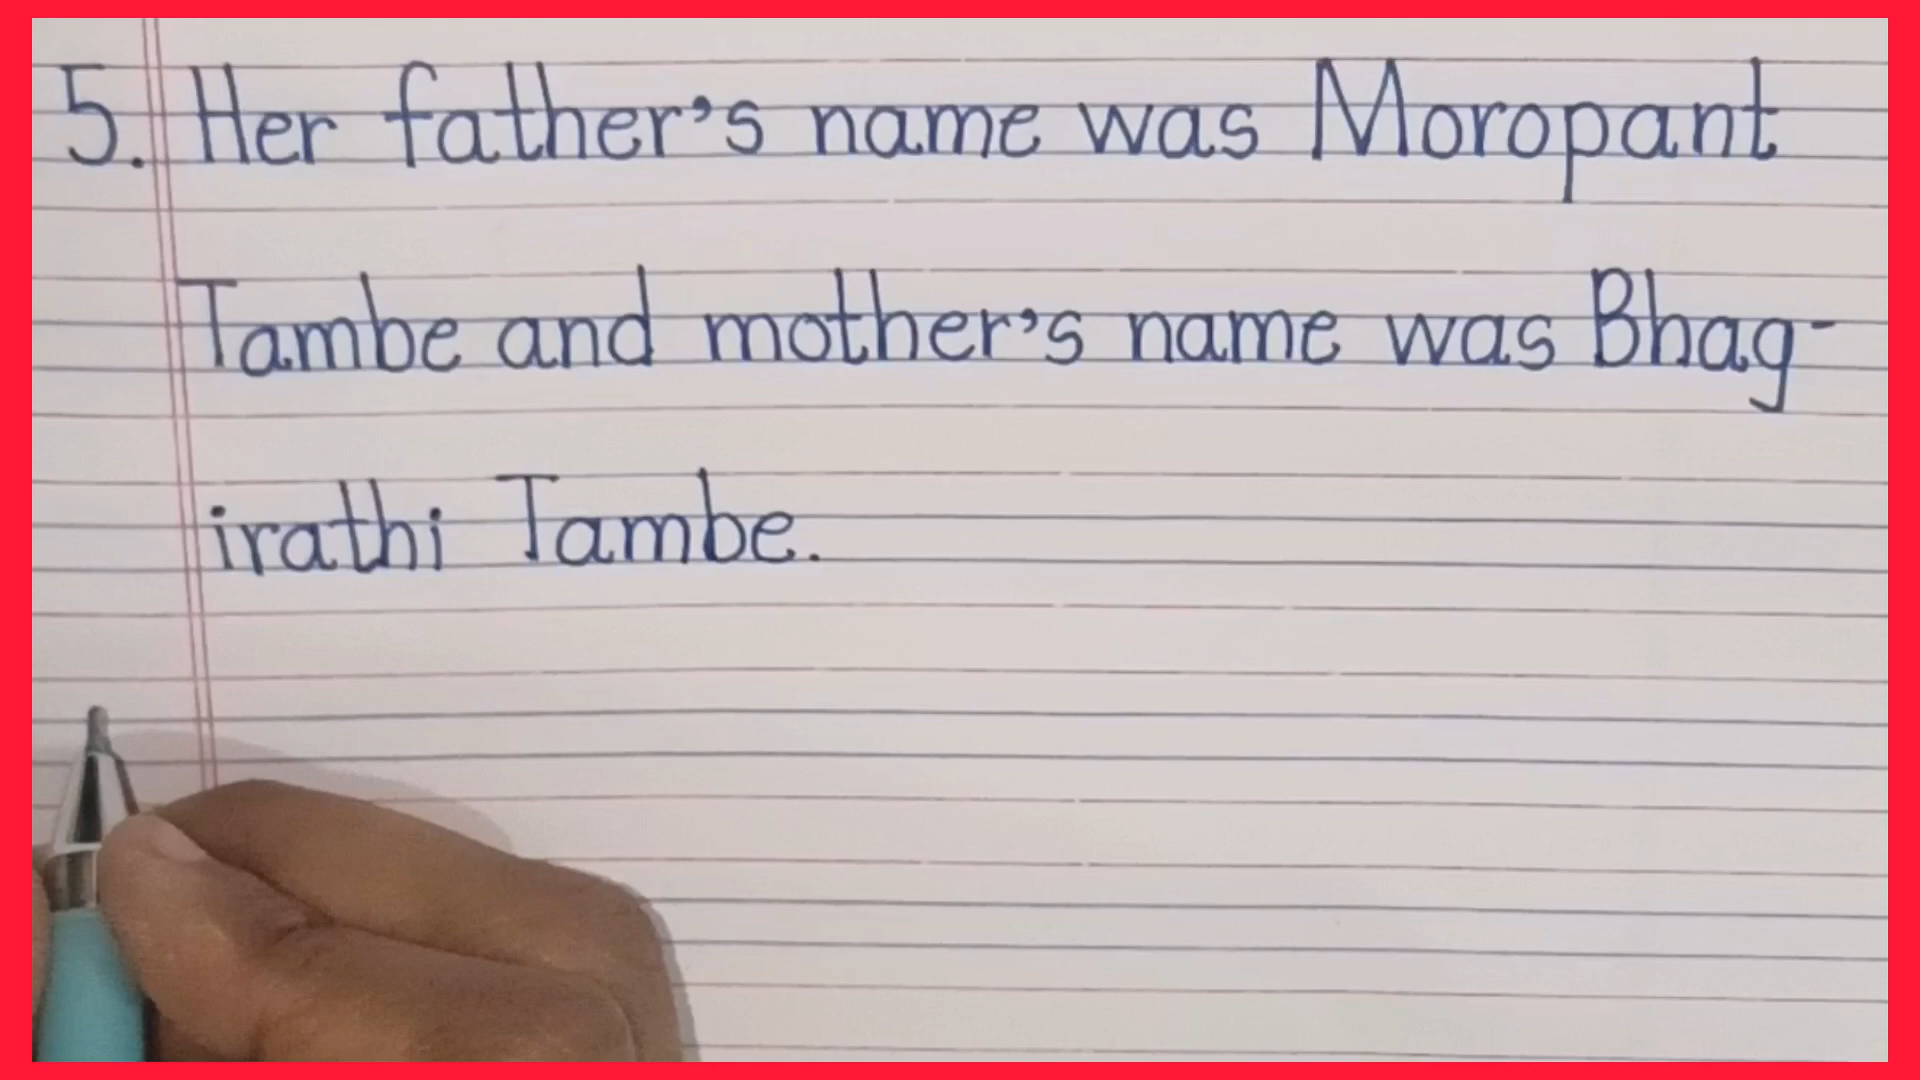 5. Her father's name was Moropant
Tambe and mother's name was Bhag-
irathi Tambe.